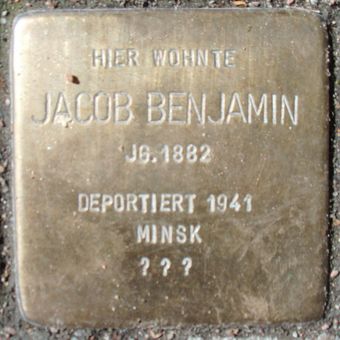 HIER WOHNTE
JACOB BENJAMIN
JG.1882
DEPORTIERT 1941
MINSK
? ? ?